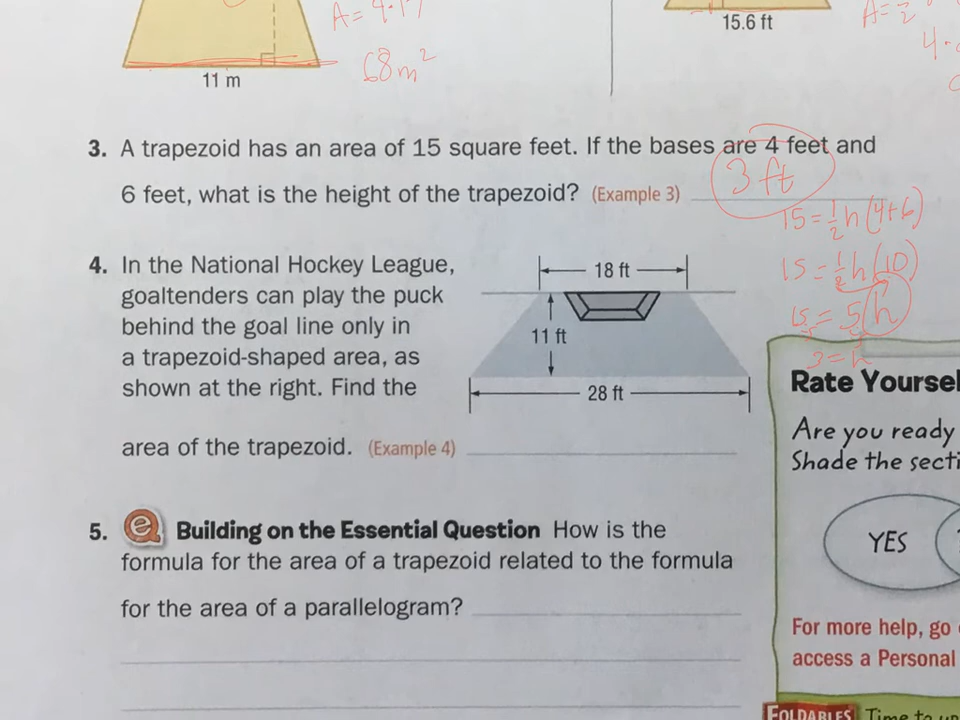 A = 4·17
68m²
11 m
15.6 ft
A = ½
3. A trapezoid has an area of 15 square feet. If the bases are 4 feet and
6 feet, what is the height of the trapezoid? (Example 3)
3 ft
15 = ½h(4+6)
15 = ½h(10)
15 = 5h
3 = h
4. In the National Hockey League,
goaltenders can play the puck
behind the goal line only in
a trapezoid-shaped area, as
shown at the right. Find the
area of the trapezoid. (Example 4)
18 ft
11 ft
28 ft
5. e Q Building on the Essential Question How is the
formula for the area of a trapezoid related to the formula
for the area of a parallelogram?
Rate Yoursel
Are you ready
Shade the secti
YES
For more help, go
access a Personal
FOLDABLES Time to up